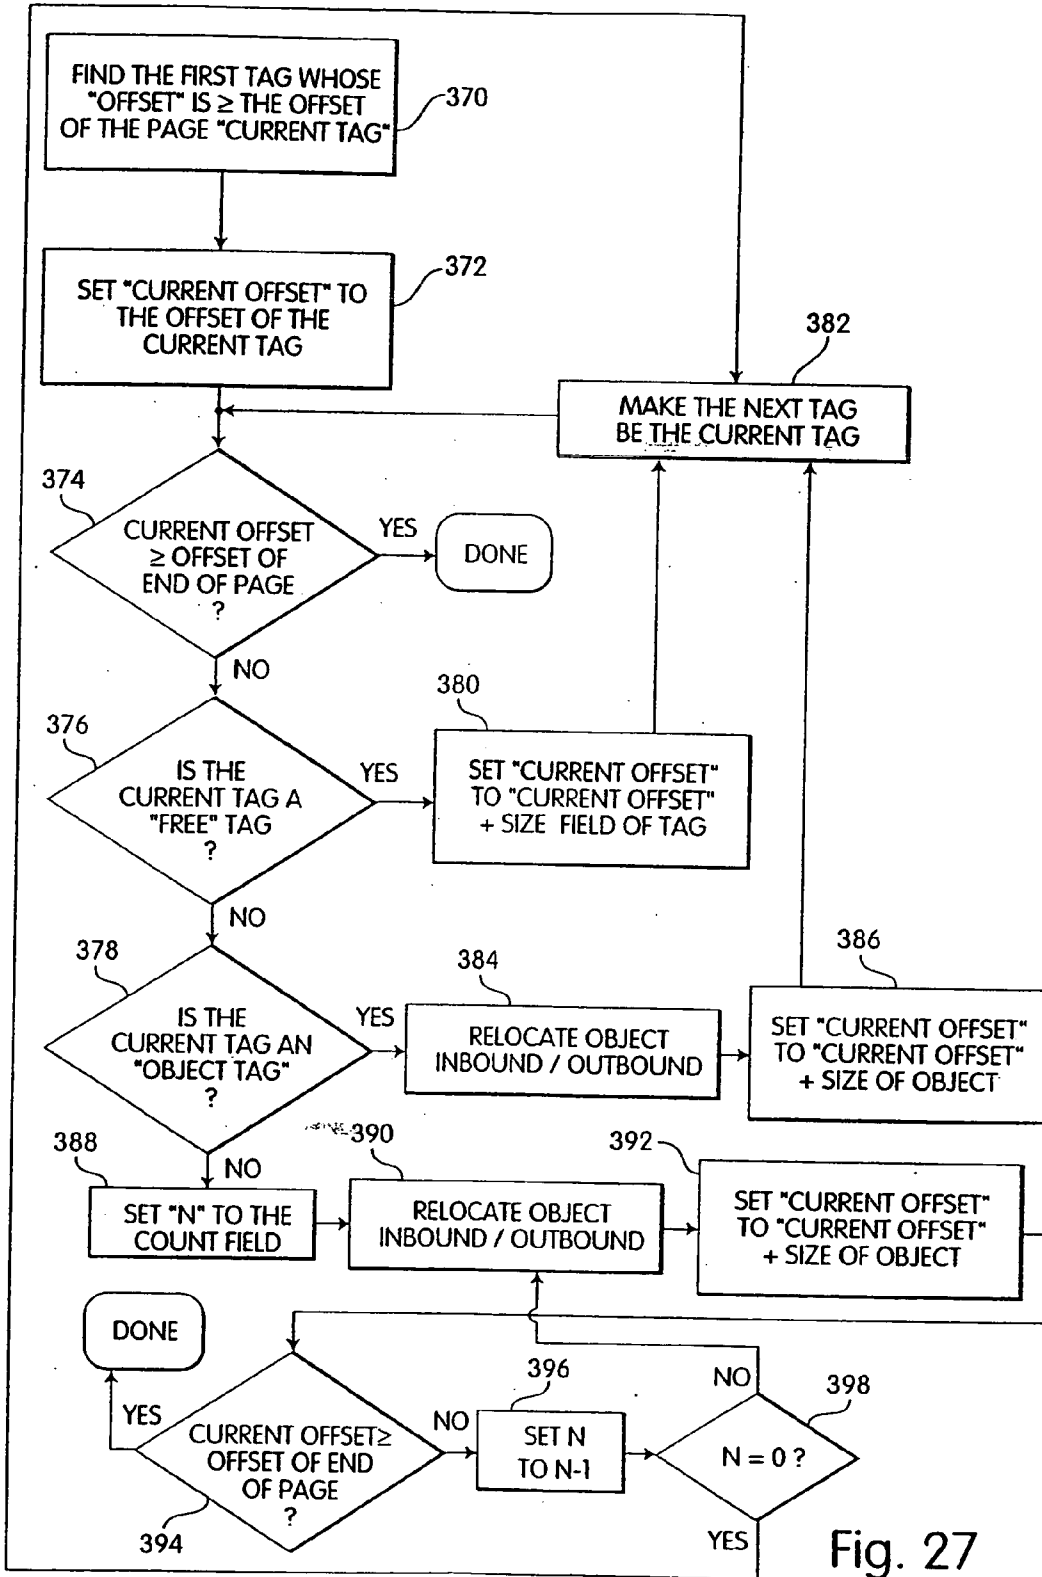 FIND THE FIRST TAG WHOSE
"OFFSET" IS ≥ THE OFFSET
OF THE PAGE "CURRENT TAG"
370
SET "CURRENT OFFSET" TO
THE OFFSET OF THE
CURRENT TAG
372
382
MAKE THE NEXT TAG
BE THE CURRENT TAG
374
CURRENT OFFSET
≥ OFFSET OF
END OF PAGE
?
YES
DONE
NO
376
IS THE
CURRENT TAG A
"FREE" TAG
?
YES
380
SET "CURRENT OFFSET"
TO "CURRENT OFFSET"
+ SIZE FIELD OF TAG
NO
378
IS THE
CURRENT TAG AN
"OBJECT TAG"
?
YES
384
RELOCATE OBJECT
INBOUND / OUTBOUND
386
SET "CURRENT OFFSET"
TO "CURRENT OFFSET"
+ SIZE OF OBJECT
NO
388
SET "N" TO THE
COUNT FIELD
390
RELOCATE OBJECT
INBOUND / OUTBOUND
392
SET "CURRENT OFFSET"
TO "CURRENT OFFSET"
+ SIZE OF OBJECT
DONE
YES
CURRENT OFFSET≥
OFFSET OF END
OF PAGE
?
394
NO
396
SET N
TO N-1
NO
398
N = 0 ?
YES
Fig. 27